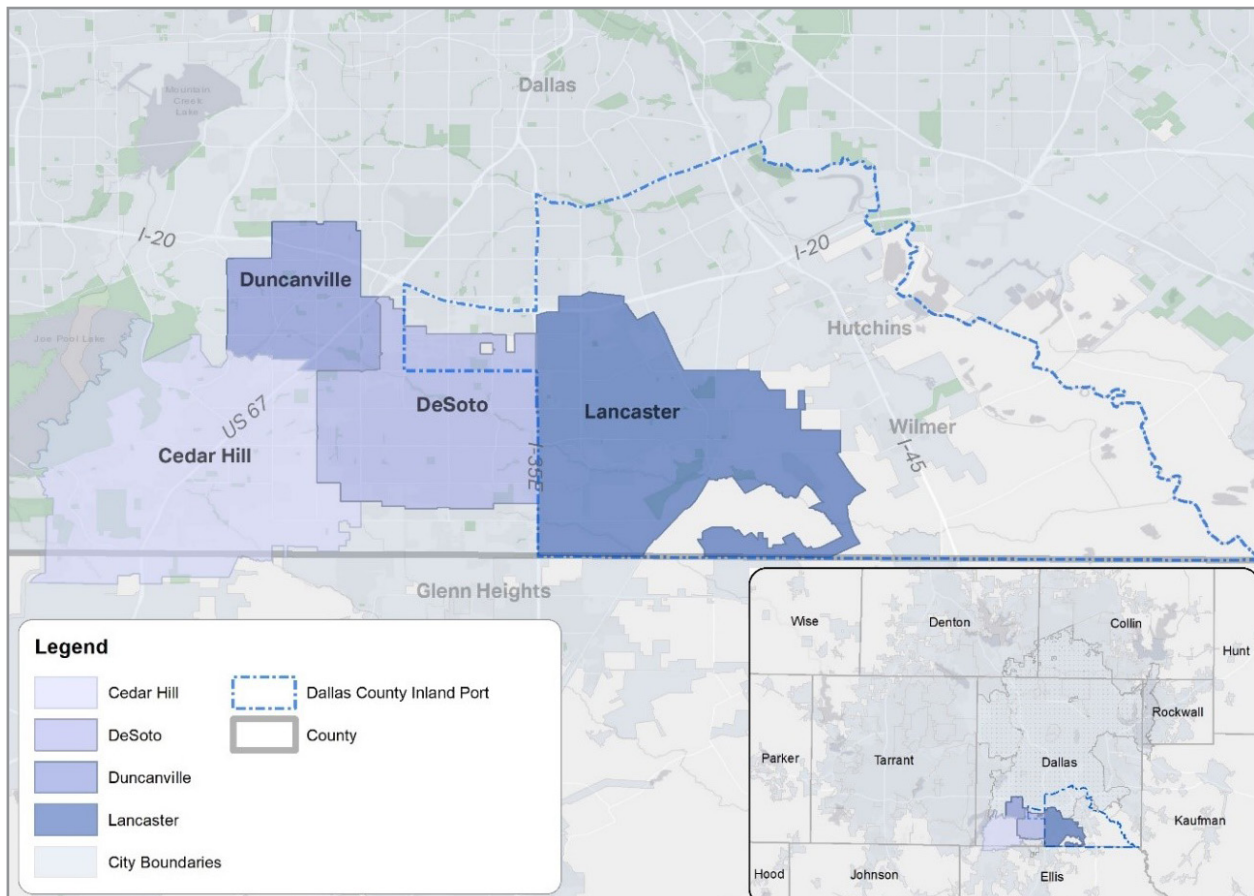 Mountain
Creek
Lake
Dallas
I-20
I-20
Duncanville
Hutchins
Joe Pool Lake
DeSoto
Lancaster
US 67
Wilmer
Cedar Hill
I-35E
I-45
Glenn Heights
Legend
Cedar Hill
DeSoto
Duncanville
Lancaster
City Boundaries
Dallas County Inland Port
County
Wise
Denton
Collin
Hunt
Rockwall
Parker
Tarrant
Dallas
Kaufman
Hood
Johnson
Ellis